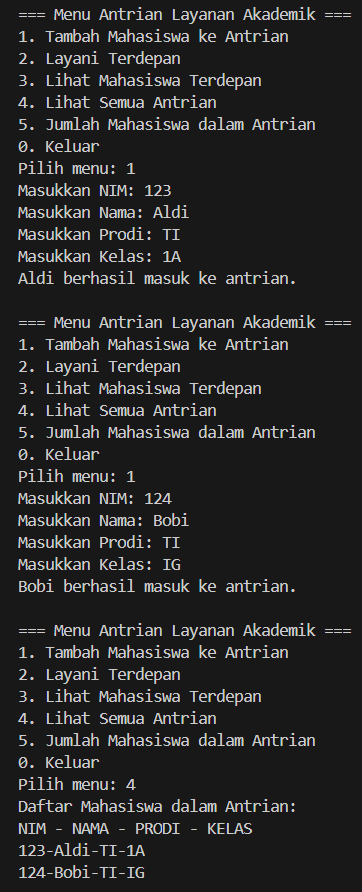 === Menu Antrian Layanan Akademik ===
1. Tambah Mahasiswa ke Antrian
2. Layani Terdepan
3. Lihat Mahasiswa Terdepan
4. Lihat Semua Antrian
5. Jumlah Mahasiswa dalam Antrian
0. Keluar
Pilih menu: 1
Masukkan NIM: 123
Masukkan Nama: Aldi
Masukkan Prodi: TI
Masukkan Kelas: 1A
Aldi berhasil masuk ke antrian.
=== Menu Antrian Layanan Akademik ===
1. Tambah Mahasiswa ke Antrian
2. Layani Terdepan
3. Lihat Mahasiswa Terdepan
4. Lihat Semua Antrian
5. Jumlah Mahasiswa dalam Antrian
0. Keluar
Pilih menu: 1
Masukkan NIM: 124
Masukkan Nama: Bobi
Masukkan Prodi: TI
Masukkan Kelas: IG
Bobi berhasil masuk ke antrian.
=== Menu Antrian Layanan Akademik ===
1. Tambah Mahasiswa ke Antrian
2. Layani Terdepan
3. Lihat Mahasiswa Terdepan
4. Lihat Semua Antrian
5. Jumlah Mahasiswa dalam Antrian
0. Keluar
Pilih menu: 4
Daftar Mahasiswa dalam Antrian:
NIM - NAMA - PRODI - KELAS
123-Aldi-TI-1A
124-Bobi-TI-IG